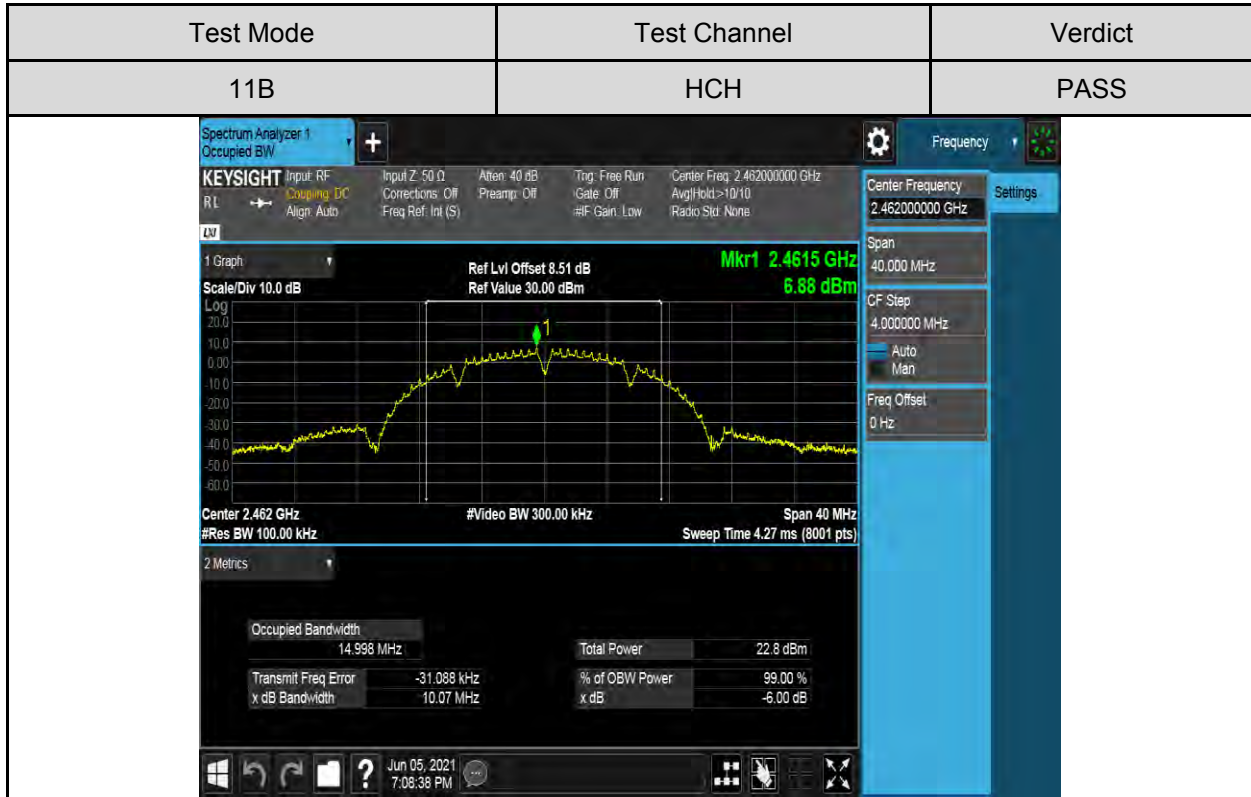 Test Mode Test Channel Verdict
11B HCH PASS
Spectrum Analyzer 1
Occupied BW
+
Frequency
KEYSIGHT Input: RF Input Z: 50 Ω Atten: 40 dB Trig: Free Run Center Freq: 2.462000000 GHz
RL Coupling: DC Corrections: Off Preamp: Off Gate: Off Avg|Hold:>10/10
Align: Auto Freq Ref: Int (S) #IF Gain: Low Radio Std: None
LXI
Center Frequency
2.462000000 GHz
Settings
Span
40.000 MHz
CF Step
4.000000 MHz
Auto
Man
Freq Offset
0 Hz
1 Graph
Scale/Div 10.0 dB
Ref Lvl Offset 8.51 dB
Ref Value 30.00 dBm
Mkr1 2.4615 GHz
6.88 dBm
Log
20.0
10.0
0.00
-10.0
-20.0
-30.0
-40.0
-50.0
-60.0
1
Center 2.462 GHz #Video BW 300.00 kHz Span 40 MHz
#Res BW 100.00 kHz Sweep Time 4.27 ms (8001 pts)
2 Metrics
Occupied Bandwidth
14.998 MHz
Total Power 22.8 dBm
Transmit Freq Error -31.088 kHz % of OBW Power 99.00 %
x dB Bandwidth 10.07 MHz x dB -6.00 dB
?
Jun 05, 2021
7:08:38 PM